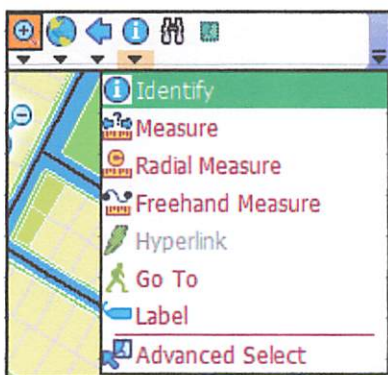 Identify
Measure
Radial Measure
Freehand Measure
Hyperlink
Go To
Label
Advanced Select